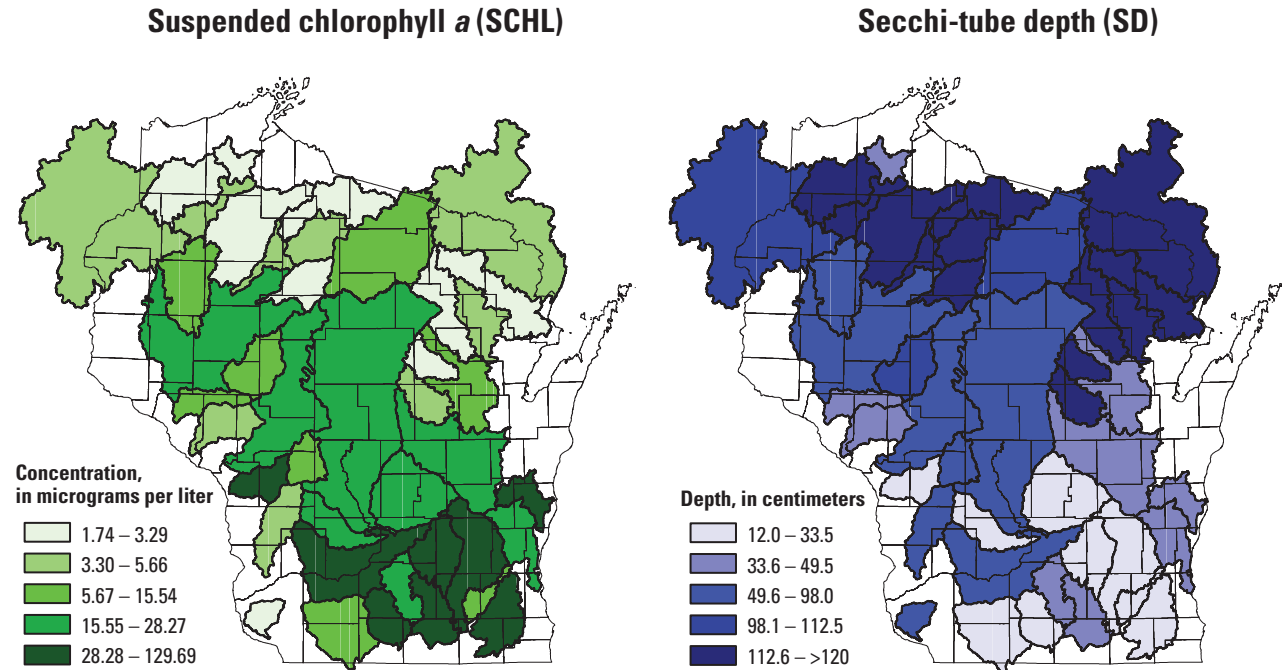 Suspended chlorophyll a (SCHL)
Secchi-tube depth (SD)
Concentration,
in micrograms per liter
1.74 – 3.29
3.30 – 5.66
5.67 – 15.54
15.55 – 28.27
28.28 – 129.69
Depth, in centimeters
12.0 – 33.5
33.6 – 49.5
49.6 – 98.0
98.1 – 112.5
112.6 – >120